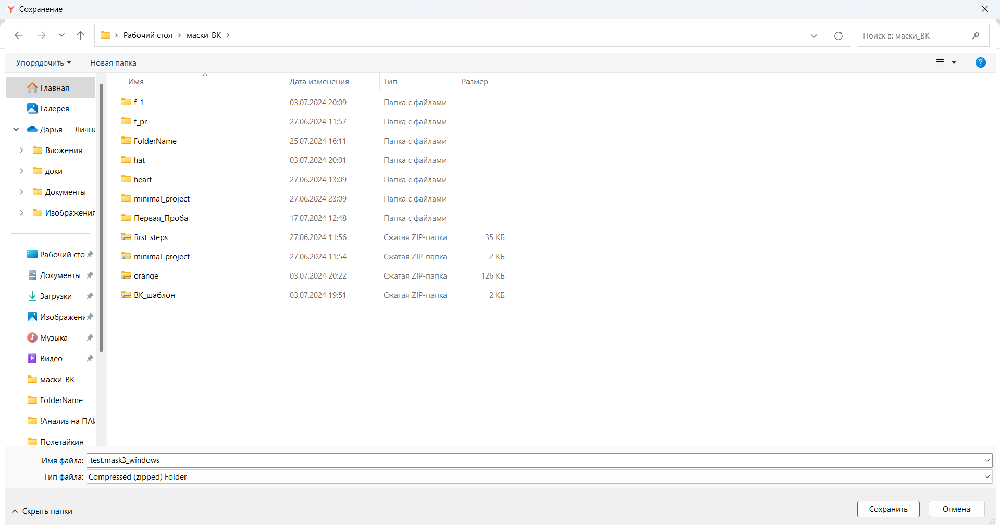 Сохранение
Рабочий стол маски_ВК
Поиск в: маски_ВК
Упорядочить Новая папка
Имя Дата изменения Тип Размер
Главная
Галерея
Дарья — Лично
Вложения
доки
Документы
Изображения
Рабочий сто
Документы
Загрузки
Изображени
Музыка
Видео
маски_ВК
FolderName
!Анализ на ПАЙ
Полетайкин
f_1 03.07.2024 20:09 Папка с файлами
f_pr 27.06.2024 11:57 Папка с файлами
FolderName 25.07.2024 16:11 Папка с файлами
hat 03.07.2024 20:01 Папка с файлами
heart 27.06.2024 13:09 Папка с файлами
minimal_project 27.06.2024 23:09 Папка с файлами
Первая_Проба 17.07.2024 12:48 Папка с файлами
first_steps 27.06.2024 11:56 Сжатая ZIP-папка 35 КБ
minimal_project 27.06.2024 11:54 Сжатая ZIP-папка 2 КБ
orange 03.07.2024 20:22 Сжатая ZIP-папка 126 КБ
ВК_шаблон 03.07.2024 19:51 Сжатая ZIP-папка 2 КБ
Имя файла: test.mask3_windows
Тип файла: Compressed (zipped) Folder
Скрыть папки
Сохранить Отмена